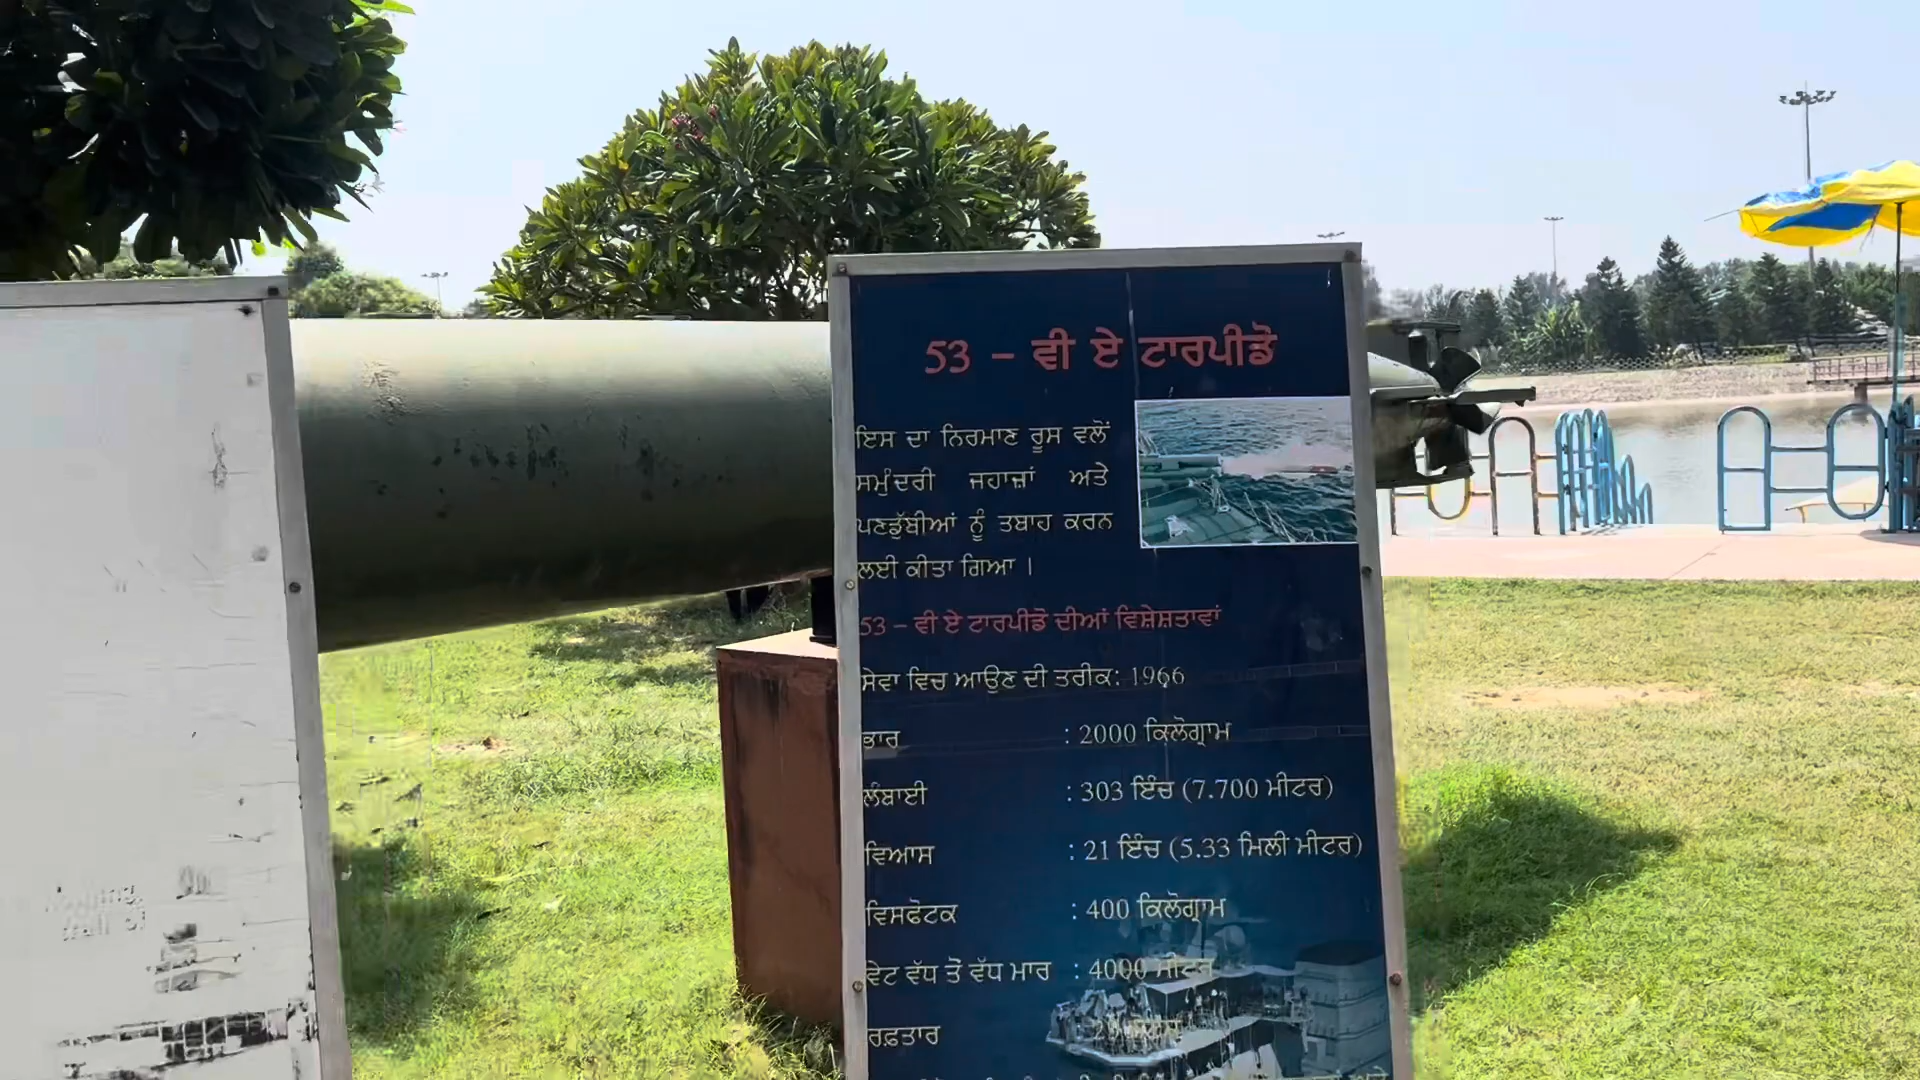 53 – ਵੀ ਏ ਟਾਰਪੀਡੋ
ਇਸ ਦਾ ਨਿਰਮਾਣ ਰੂਸ ਵਲੋਂ
ਸਮੁੰਦਰੀ ਜਹਾਜ਼ਾਂ ਅਤੇ
ਪਣਡੁੱਬੀਆਂ ਨੂੰ ਤਬਾਹ ਕਰਨ
ਲਈ ਕੀਤਾ ਗਿਆ ।
53 – ਵੀ ਏ ਟਾਰਪੀਡੋ ਦੀਆਂ ਵਿਸ਼ੇਸ਼ਤਾਵਾਂ
ਸੇਵਾ ਵਿਚ ਆਉਣ ਦੀ ਤਰੀਕ: 1966
ਭਾਰ : 2000 ਕਿਲੋਗ੍ਰਾਮ
ਲੰਬਾਈ : 303 ਇੰਚ (7.700 ਮੀਟਰ)
ਵਿਆਸ : 21 ਇੰਚ (5.33 ਮਿਲੀ ਮੀਟਰ)
ਵਿਸਫੋਟਕ : 400 ਕਿਲੋਗ੍ਰਾਮ
ਵੇਟ ਵੱਧ ਤੋਂ ਵੱਧ ਮਾਰ : 4000 ਮੀਟਰ
ਰਫ਼ਤਾਰ